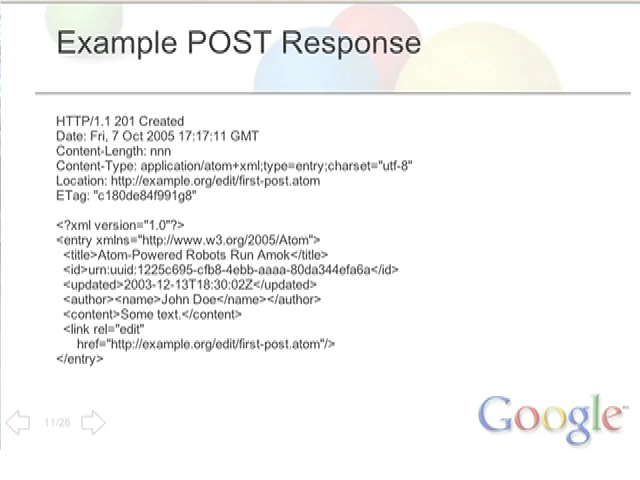 Example POST Response
HTTP/1.1 201 Created
Date: Fri, 7 Oct 2005 17:17:11 GMT
Content-Length: nnn
Content-Type: application/atom+xml;type=entry;charset="utf-8"
Location: http://example.org/edit/first-post.atom
ETag: "c180de84f991g8"
<?xml version="1.0"?>
<entry xmlns="http://www.w3.org/2005/Atom">
<title>Atom-Powered Robots Run Amok</title>
<id>urn:uuid:1225c695-cfb8-4ebb-aaaa-80da344efa6a</id>
<updated>2003-12-13T18:30:02Z</updated>
<author><name>John Doe</name></author>
<content>Some text.</content>
<link rel="edit"
href="http://example.org/edit/first-post.atom"/>
</entry>
11/26
Google™